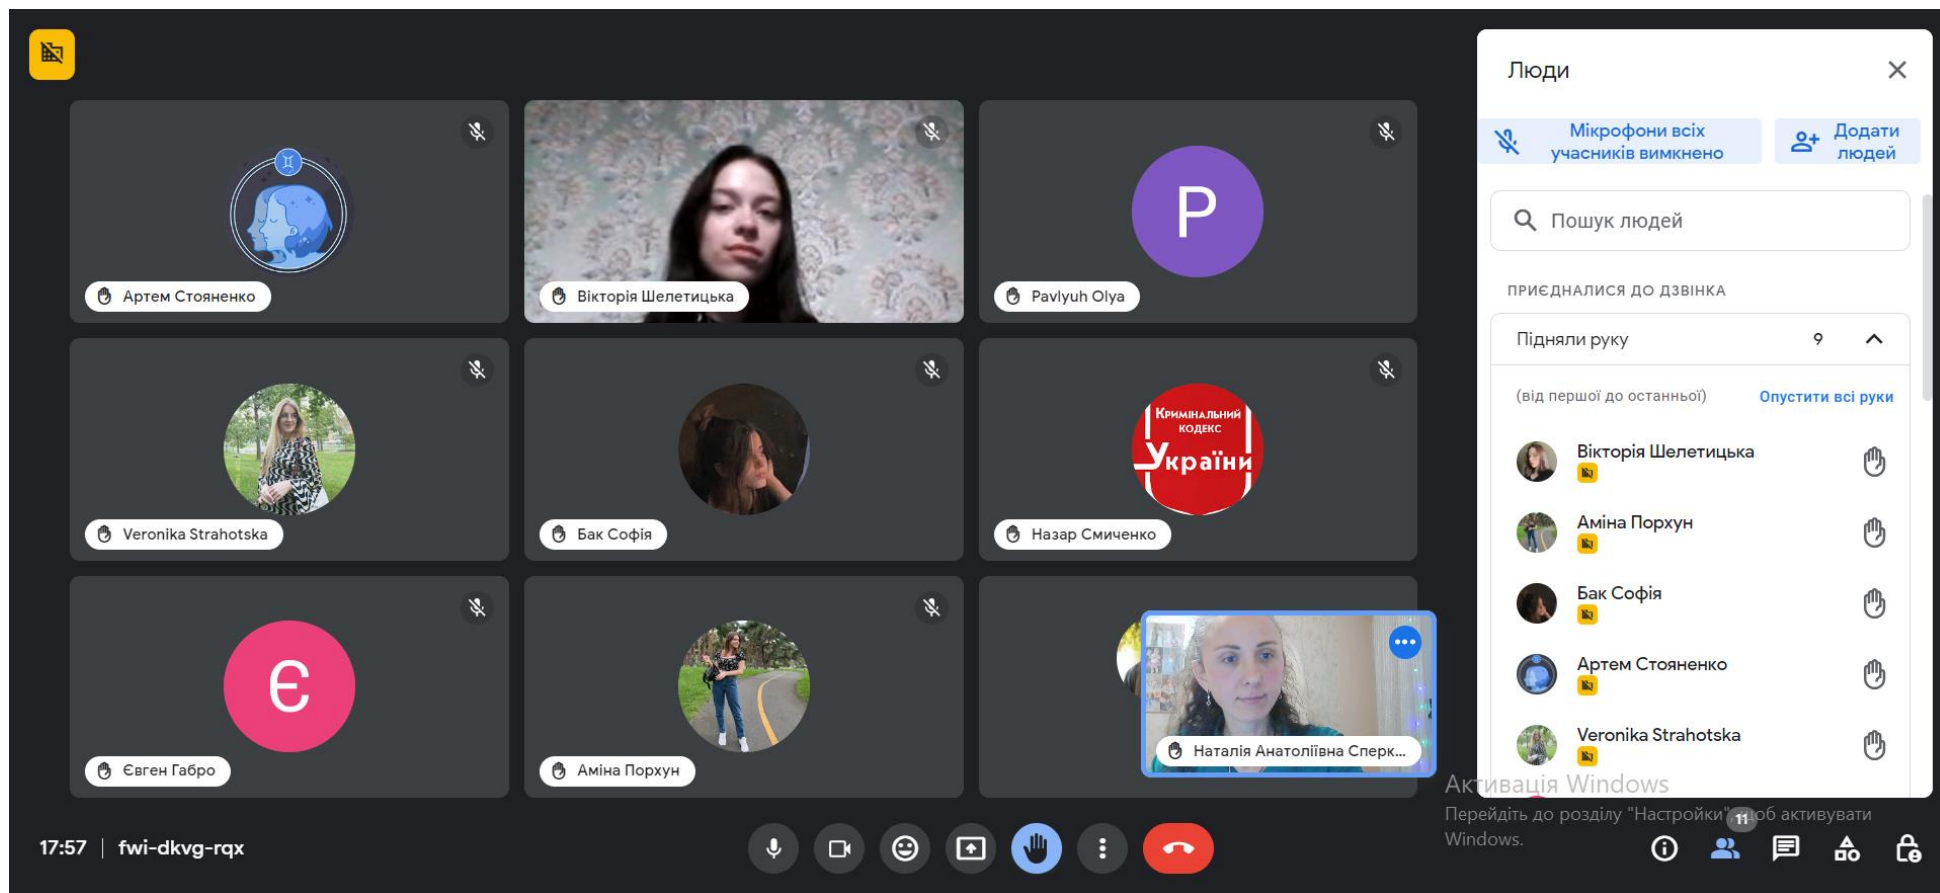 Люди
Мікрофони всіх
учасників вимкнено
Додати
людей
Пошук людей
ПРИЄДНАЛИСЯ ДО ДЗВІНКА
Підняли руку 9
(від першої до останньої) Опустити всі руки
Вікторія Шелетицька
Аміна Порхун
Бак Софія
Артем Стояненко
Veronika Strahotska
Артем Стояненко
Вікторія Шелетицька
P
Pavlyuh Olya
Veronika Strahotska
Бак Софія
Кримінальний
кодекс
України
Назар Смиченко
Є
Євген Габро
Аміна Порхун
Наталія Анатоліївна Сперк...
Активація Windows
Перейдіть до розділу "Настройки", щоб активувати
Windows.
11
17:57 | fwi-dkvg-rqx